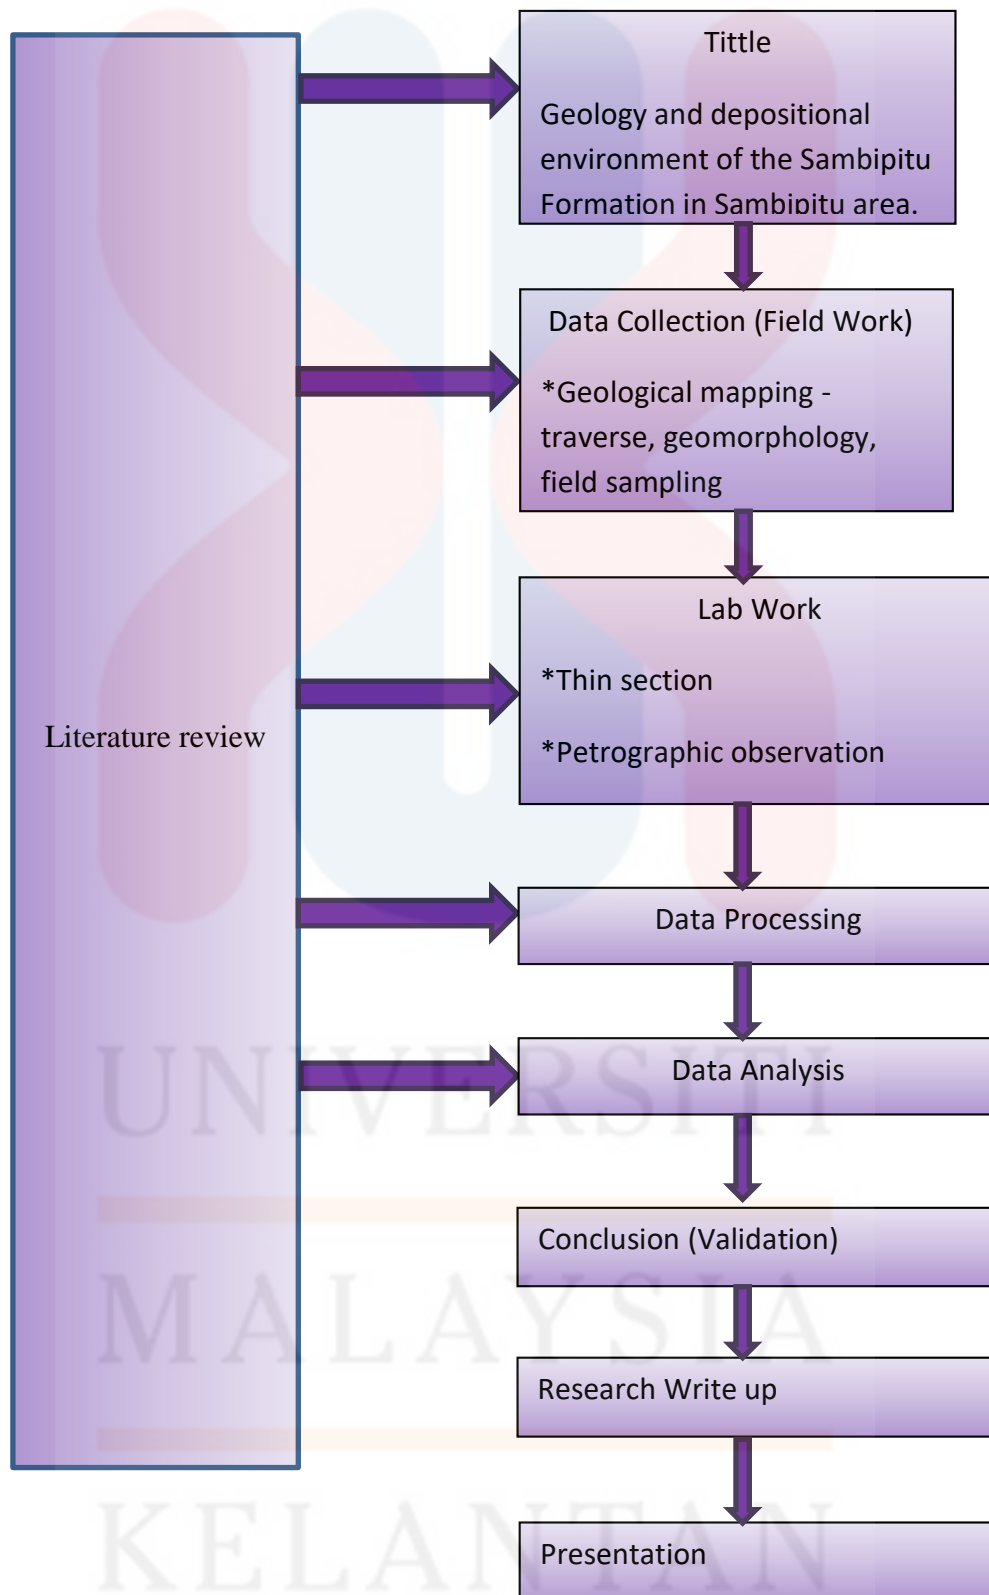 Tittle
Geology and depositional
environment of the Sambipitu
Formation in Sambipitu area.
Data Collection (Field Work)
*Geological mapping -
traverse, geomorphology,
field sampling
Lab Work
*Thin section
*Petrographic observation
Literature review
Data Processing
Data Analysis
Conclusion (Validation)
Research Write up
Presentation
UNIVERSITI
MALAYSIA
KELANTAN